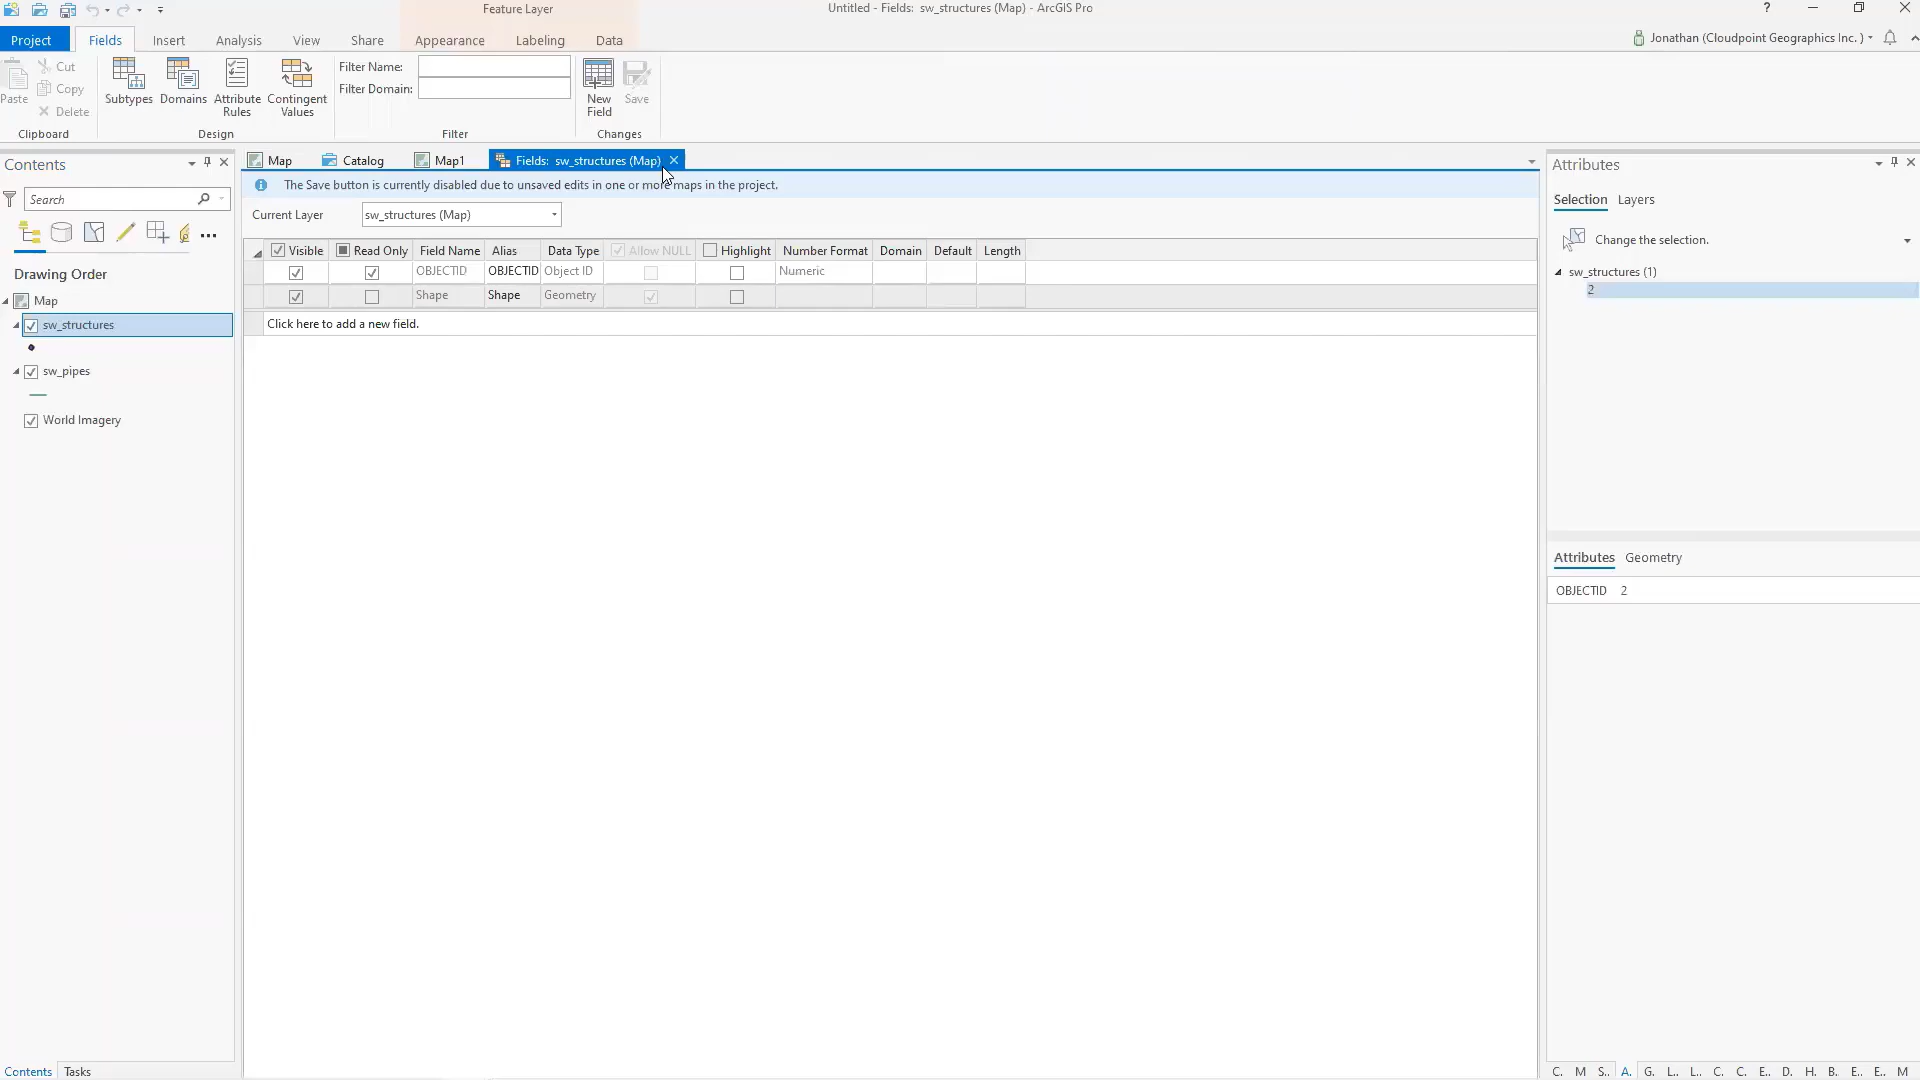 Feature Layer
Untitled - Fields: sw_structures (Map) - ArcGIS Pro
?
Project
Fields
Insert
Analysis
View
Share
Appearance
Labeling
Data
Jonathan (Cloudpoint Geographics Inc. )
Paste
Cut
Copy
Delete
Clipboard
Subtypes
Domains
Attribute
Rules
Contingent
Values
Design
Filter Name:
Filter Domain:
Filter
New
Field
Save
Changes
Contents
Search
Drawing Order
Map
sw_structures
sw_pipes
World Imagery
Map
Catalog
Map1
Fields: sw_structures (Map)
The Save button is currently disabled due to unsaved edits in one or more maps in the project.
Current Layer
sw_structures (Map)
Visible Read Only Field Name Alias Data Type Allow NULL Highlight Number Format Domain Default Length
OBJECTID OBJECTID Object ID Numeric
Shape Shape Geometry
Click here to add a new field.
Attributes
Selection Layers
Change the selection.
sw_structures (1)
2
Attributes Geometry
OBJECTID 2
Contents Tasks
C. M S.. A. G. L.. L.. C. C. E.. D. H. B. E.. E.. M